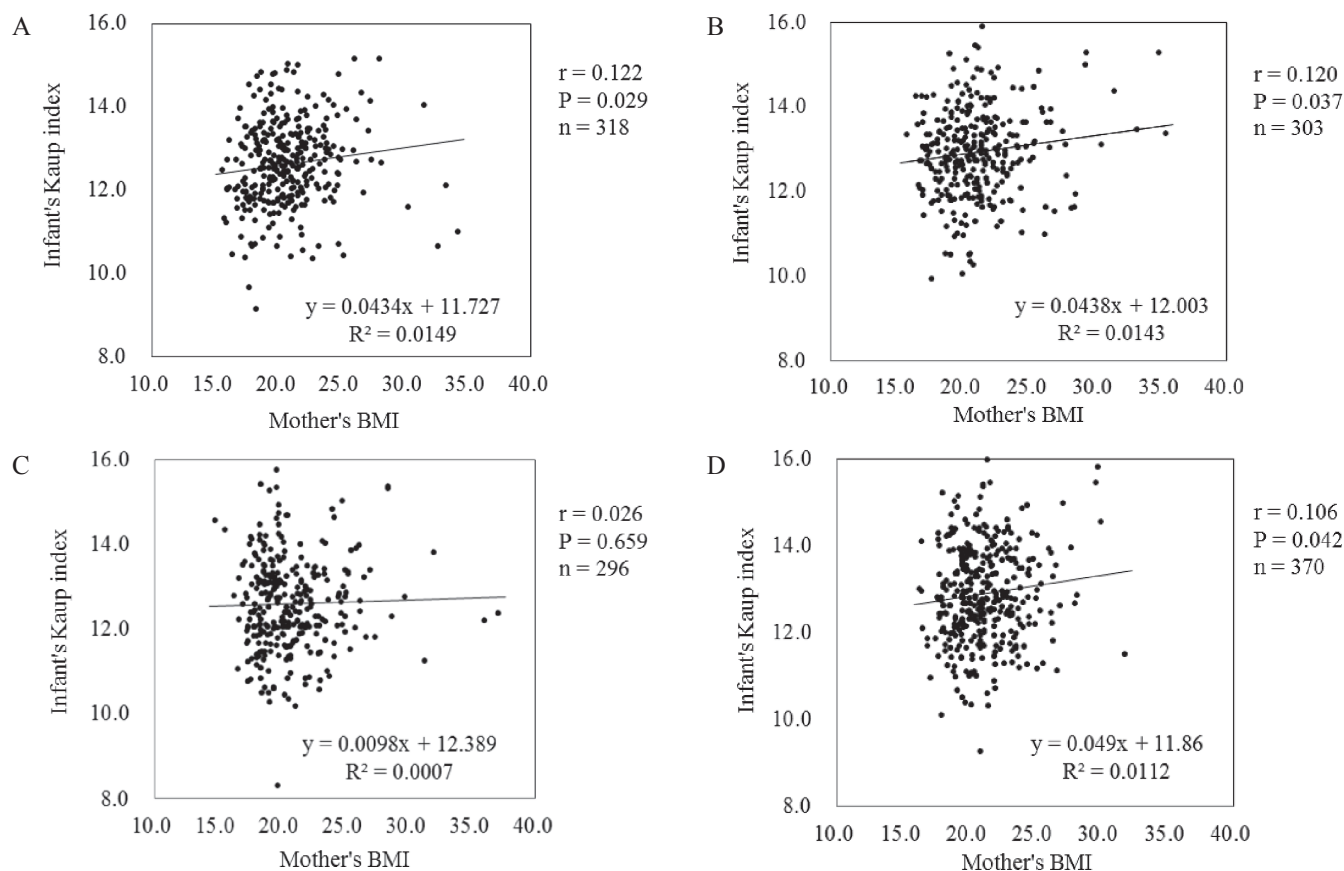 A
16.0
14.0
12.0
10.0
8.0
Infant's Kaup index
y = 0.0434x + 11.727
R² = 0.0149
10.0 15.0 20.0 25.0 30.0 35.0 40.0
Mother's BMI
r = 0.122
P = 0.029
n = 318
B
16.0
14.0
12.0
10.0
8.0
Infant's Kaup index
y = 0.0438x + 12.003
R² = 0.0143
10.0 15.0 20.0 25.0 30.0 35.0 40.0
Mother's BMI
r = 0.120
P = 0.037
n = 303
C
16.0
14.0
12.0
10.0
8.0
Infant's Kaup index
y = 0.0098x + 12.389
R² = 0.0007
10.0 15.0 20.0 25.0 30.0 35.0 40.0
Mother's BMI
r = 0.026
P = 0.659
n = 296
D
16.0
14.0
12.0
10.0
8.0
Infant's Kaup index
y = 0.049x + 11.86
R² = 0.0112
10.0 15.0 20.0 25.0 30.0 35.0 40.0
Mother's BMI
r = 0.106
P = 0.042
n = 370